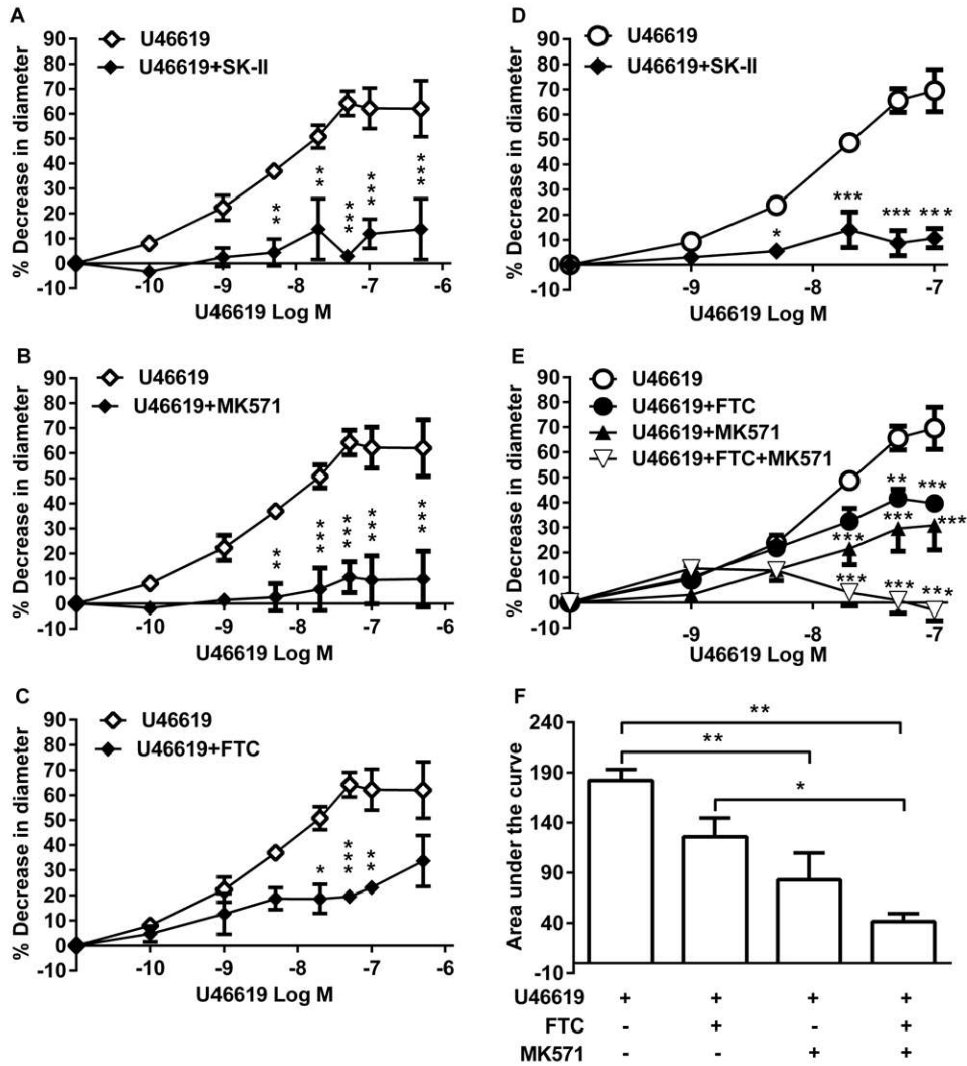 A
U46619
U46619+SK-II
% Decrease in diameter
90
80
70
60
50
40
30
20
10
0
-10
** ** *** *** ***
-10 -9 -8 -7 -6
U46619 Log M
D
U46619
U46619+SK-II
% Decrease in diameter
90
80
70
60
50
40
30
20
10
0
-10
* *** *** ***
-9 -8 -7
U46619 Log M
B
U46619
U46619+MK571
% Decrease in diameter
90
80
70
60
50
40
30
20
10
0
-10
** *** *** *** ***
-10 -9 -8 -7 -6
U46619 Log M
E
U46619
U46619+FTC
U46619+MK571
U46619+FTC+MK571
% Decrease in diameter
90
80
70
60
50
40
30
20
10
0
-10
** ***
*** *** ***
*** *** ***
-9 -8 -7
U46619 Log M
C
U46619
U46619+FTC
% Decrease in diameter
90
80
70
60
50
40
30
20
10
0
-10
* *** **
-10 -9 -8 -7 -6
U46619 Log M
F
Area under the curve
240
190
140
90
40
-10
**
**
*
U46619 + + + +
FTC - + - +
MK571 - - + +